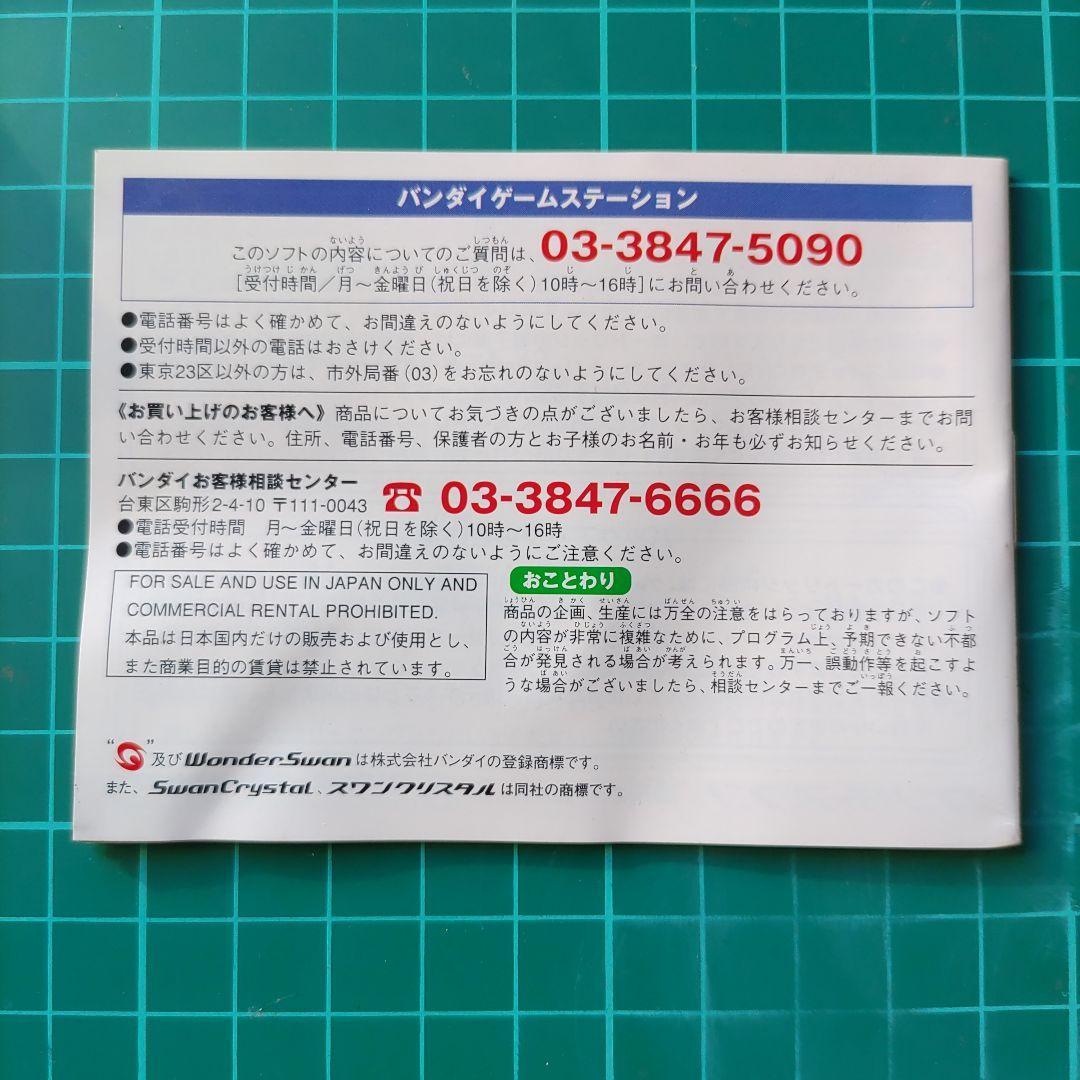 バンダイゲームステーション
このソフトの内容についてのご質問は、03-3847-5090
[受付時間/月〜金曜日(祝日を除く)10時〜16時]にお問い合わせください。
●電話番号はよく確かめて、お間違えのないようにしてください。
●受付時間以外の電話はおさけください。
●東京23区以外の方は、市外局番(03)をお忘れのないようにしてください。
《お買い上げのお客様へ》商品についてお気づきの点がございましたら、お客様相談センターまでお問
い合わせください。住所、電話番号、保護者の方とお子様のお名前・お年も必ずお知らせください。
バンダイお客様相談センター
台東区駒形2-4-10 〒111-0043 ☎ 03-3847-6666
●電話受付時間 月〜金曜日(祝日を除く)10時〜16時
●電話番号はよく確かめて、お間違えのないようにご注意ください。
FOR SALE AND USE IN JAPAN ONLY AND
COMMERCIAL RENTAL PROHIBITED.
本品は日本国内だけの販売および使用とし、
また商業目的の賃貸は禁止されています。
おことわり
商品の企画、生産には万全の注意をはらっておりますが、ソフト
の内容が非常に複雑なために、プログラム上、予期できない不都
合が発見される場合が考えられます。万一、誤動作等を起こすよ
うな場合がございましたら、相談センターまでご一報ください。
“ ”及びWonderSwanは株式会社バンダイの登録商標です。
また、SwanCrystal、スワンクリスタルは同社の商標です。